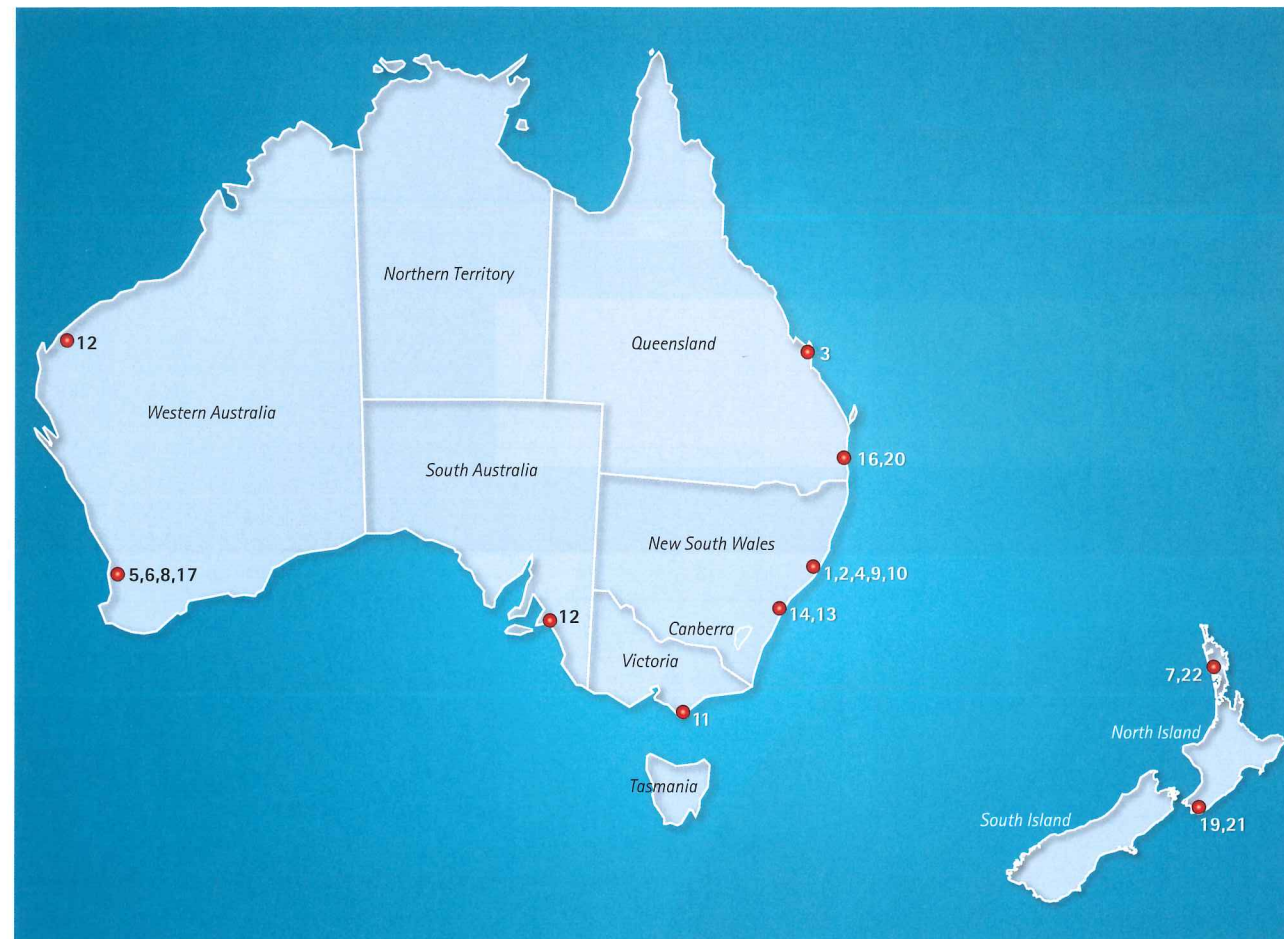 Northern Territory
Queensland
12
3
Western Australia
16,20
South Australia
New South Wales
5,6,8,17
1,2,4,9,10
12
14,13
Canberra
Victoria
7,22
11
North Island
Tasmania
South Island
19,21